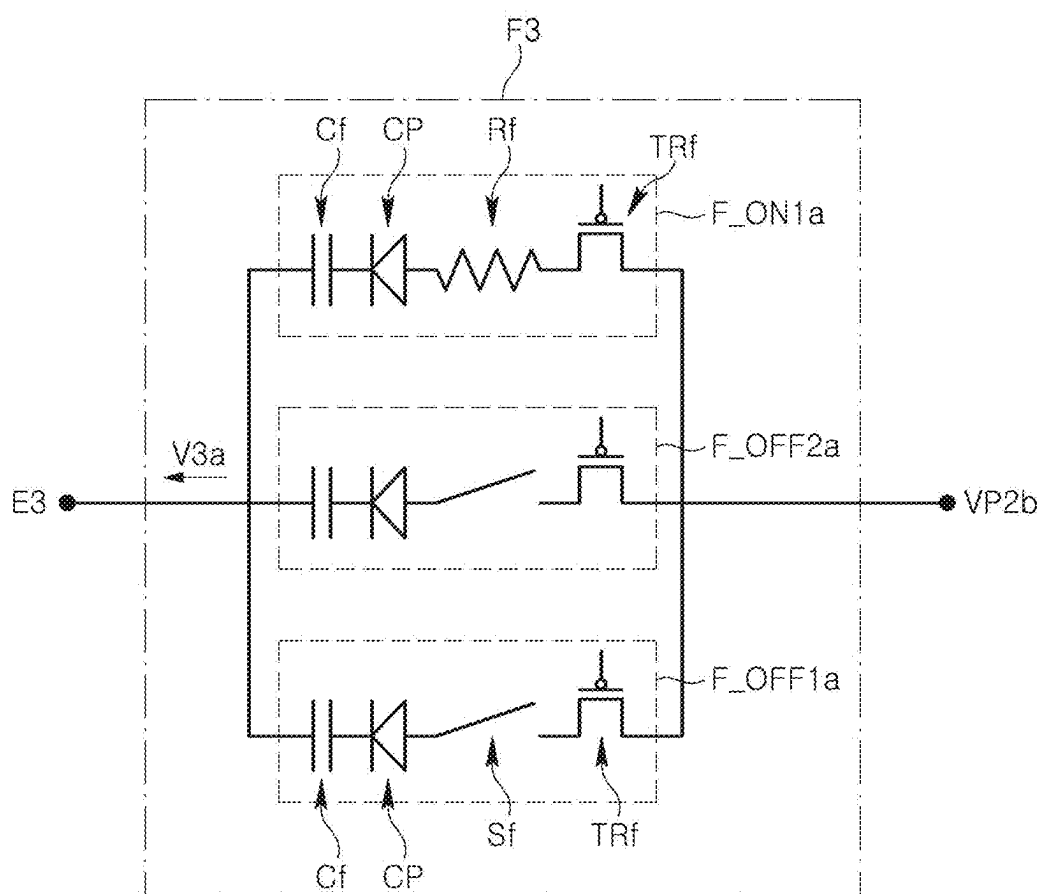 F3
Cf CP Rf TRf
F_ON1a
F_OFF2a
V3a
E3
VP2b
F_OFF1a
Sf TRf
Cf CP